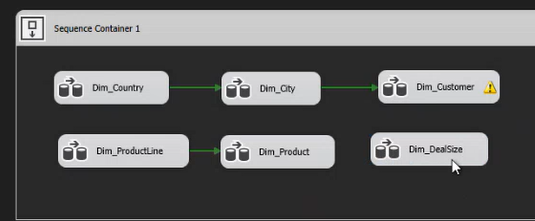 Sequence Container 1
Dim_Country
Dim_City
Dim_Customer
Dim_ProductLine
Dim_Product
Dim_DealSize